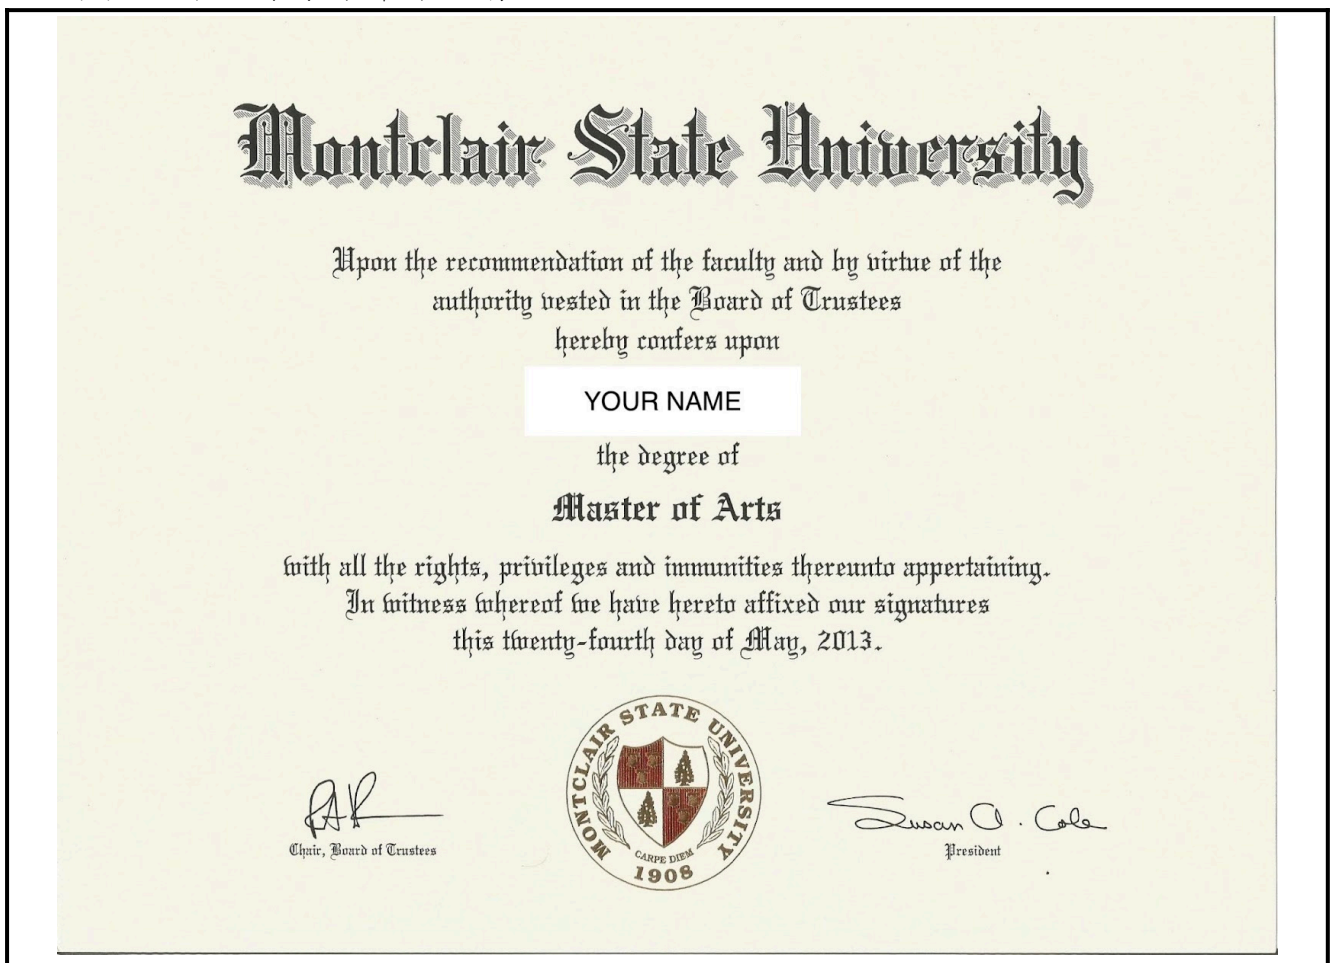 Montclair State University
Upon the recommendation of the faculty and by virtue of the
authority vested in the Board of Trustees
hereby confers upon
YOUR NAME
the degree of
Master of Arts
with all the rights, privileges and immunities thereunto appertaining.
In witness whereof we have hereto affixed our signatures
this twenty-fourth day of May, 2013.
MONTCLAIR STATE UNIVERSITY
CARPE DIEM
1908
Chair, Board of Trustees
Susan A. Cole
President